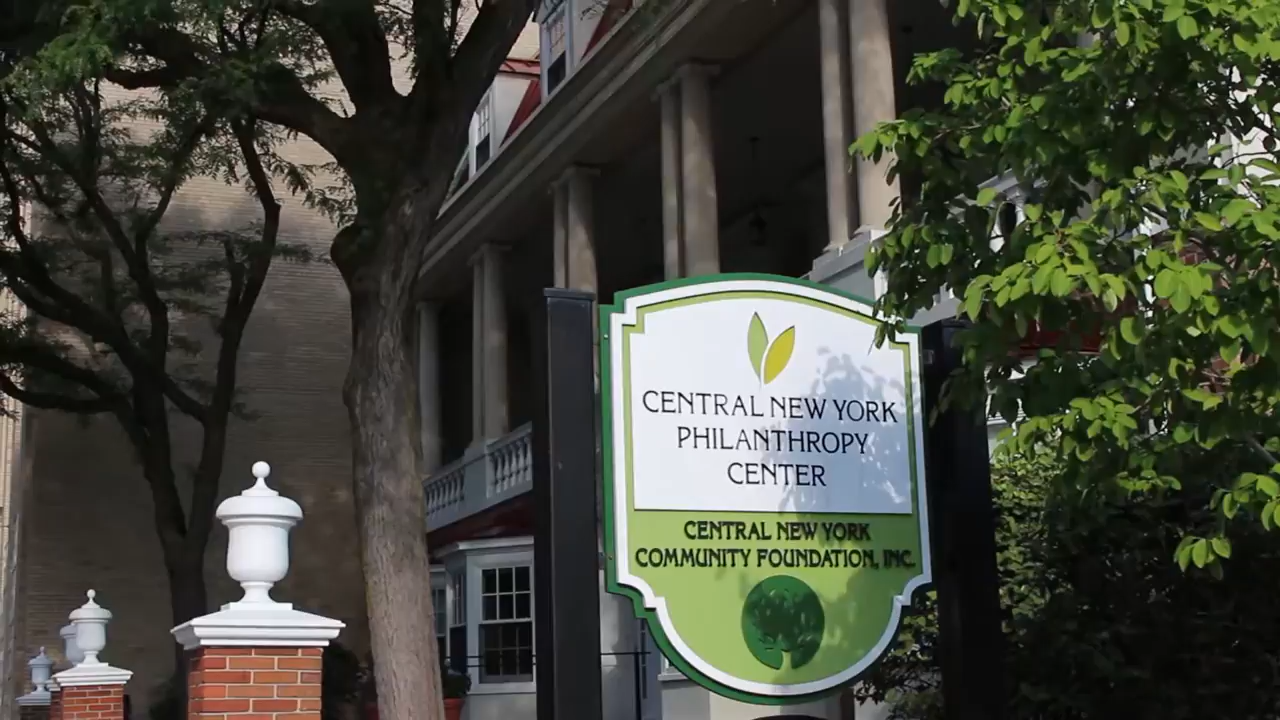 CENTRAL NEW YORK
PHILANTHROPY
CENTER
CENTRAL NEW YORK
COMMUNITY FOUNDATION, INC.